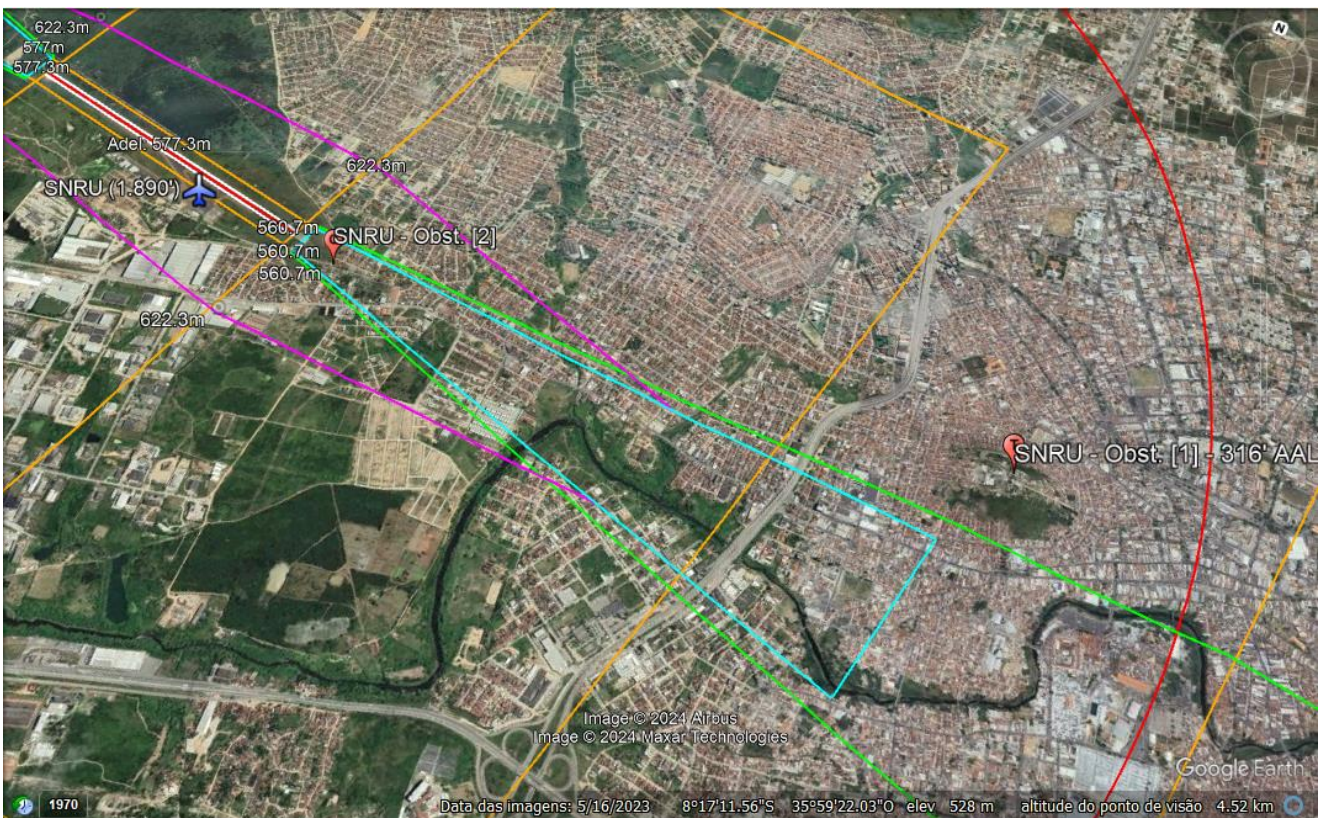 622.3m
577m
577.3m
N
Adel. 577.3m
SNRU (1.890')
622.3m
560.7m
SNRU - Obst. [2]
560.7m
560.7m
622.3m
SNRU - Obst. [1] - 316' AAL
Image © 2024 Airbus
Image © 2024 Maxar Technologies
Google Earth
1970
Data das imagens: 5/16/2023 8°17'11.56"S 35°59'22.03"O elev 528 m altitude do ponto de visão 4.52 km